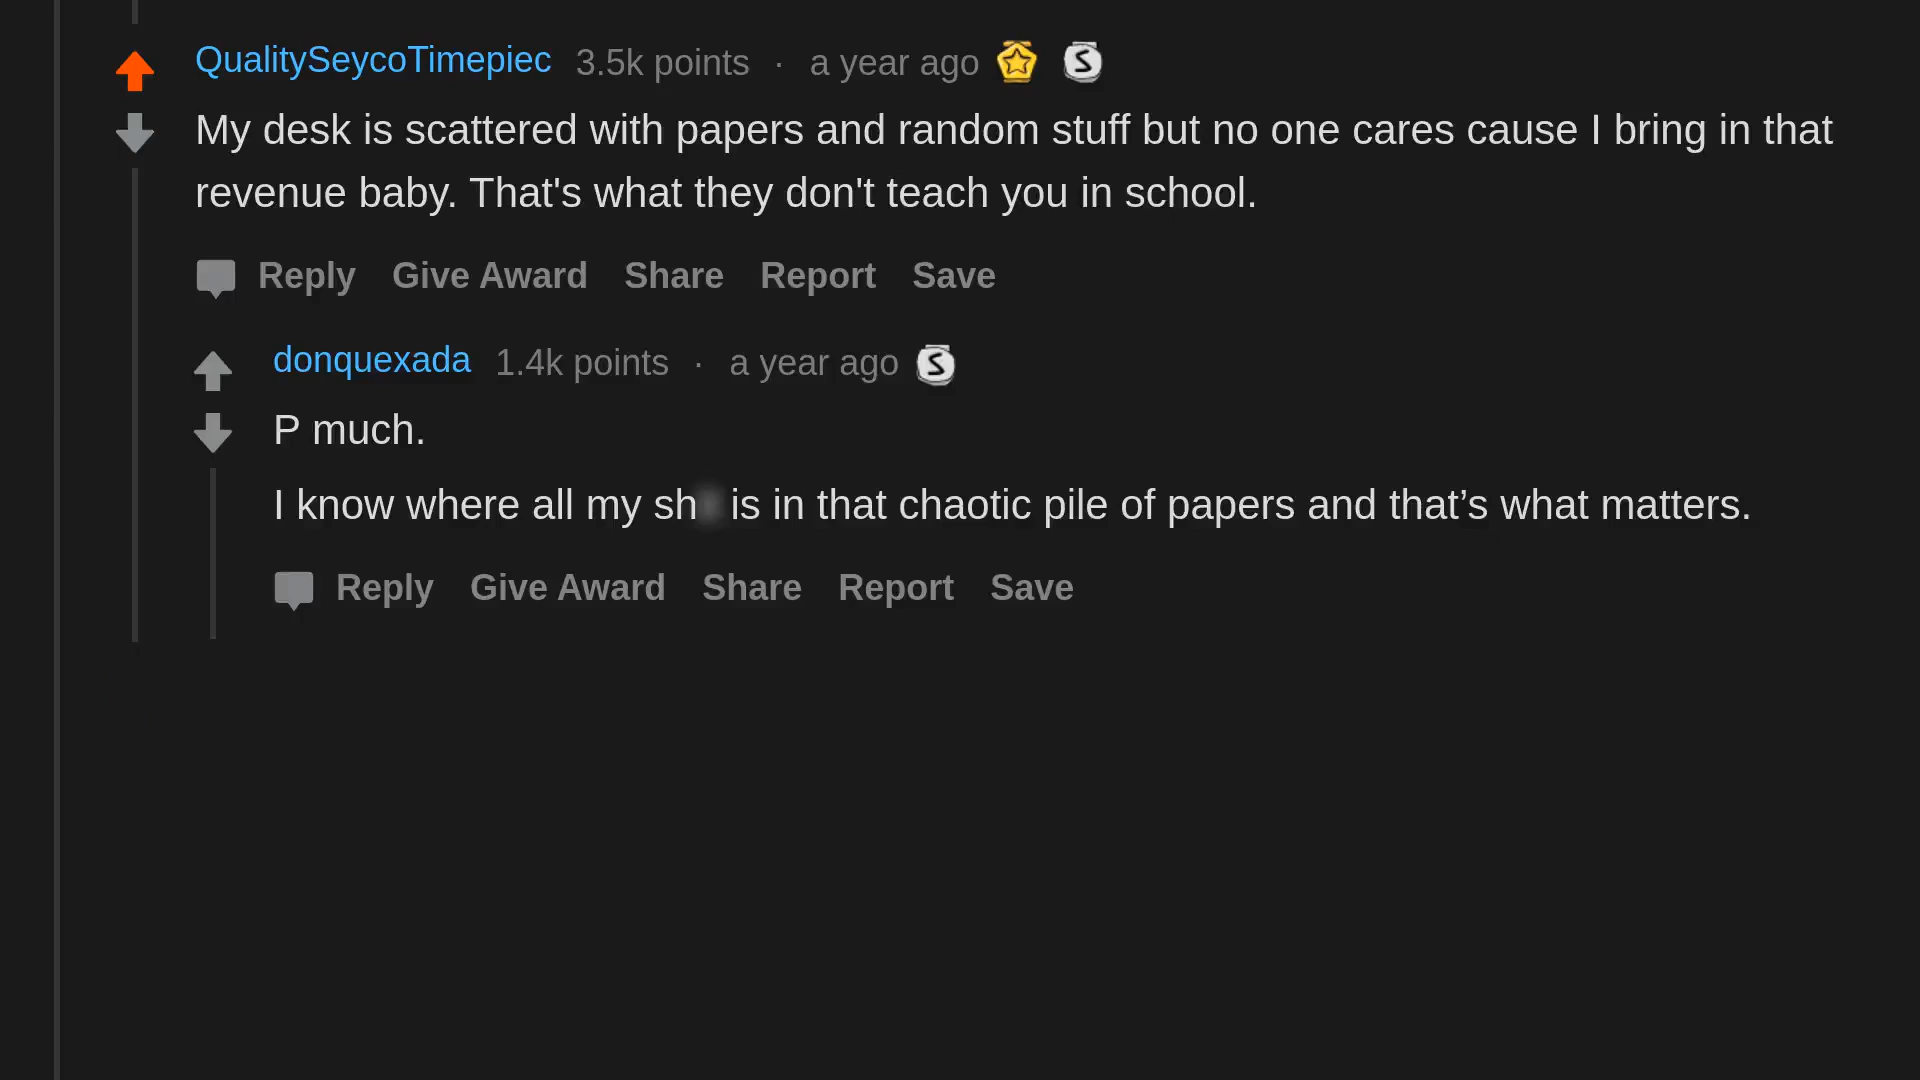 QualitySeycoTimepiec 3.5k points · a year ago
My desk is scattered with papers and random stuff but no one cares cause I bring in that
revenue baby. That's what they don't teach you in school.
Reply Give Award Share Report Save
donquexada 1.4k points · a year ago
P much.
I know where all my sh is in that chaotic pile of papers and that’s what matters.
Reply Give Award Share Report Save